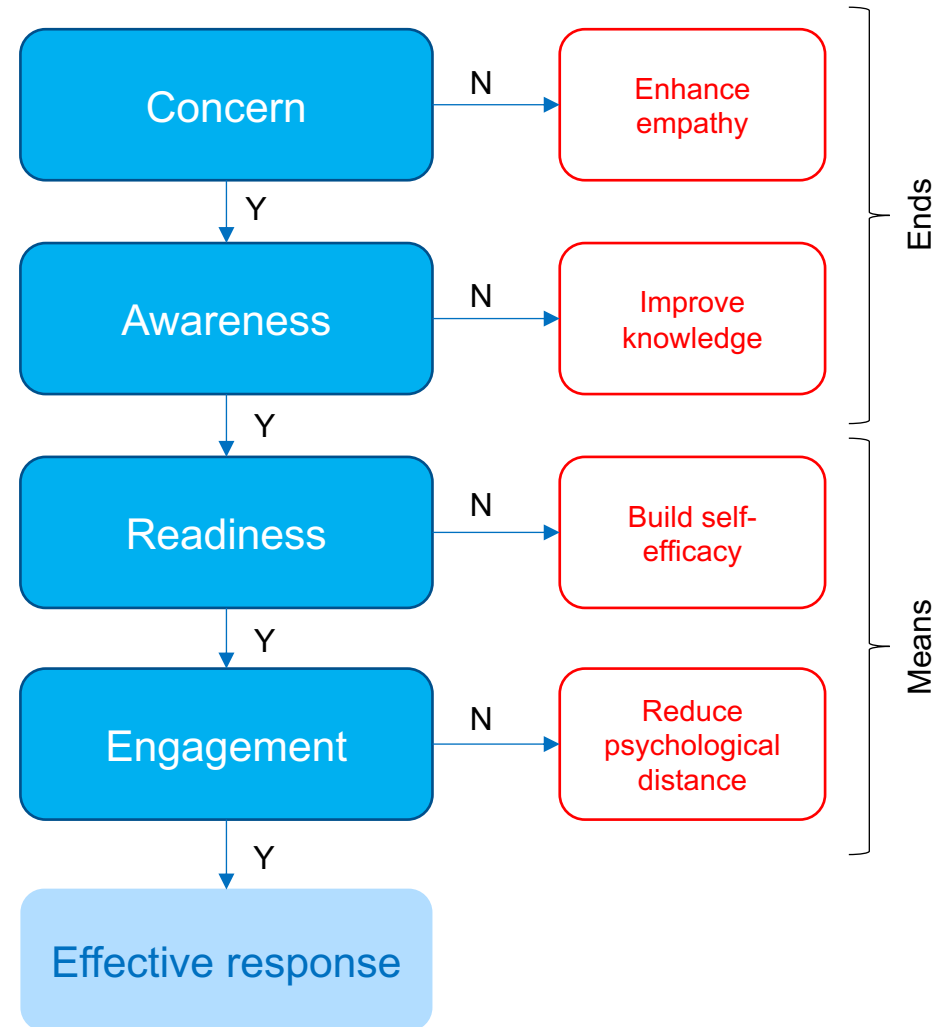 Concern
N
Enhance
empathy
Y
Awareness
N
Improve
knowledge
Ends
Y
Readiness
N
Build self-
efficacy
Y
Engagement
N
Reduce
psychological
distance
Means
Y
Effective response